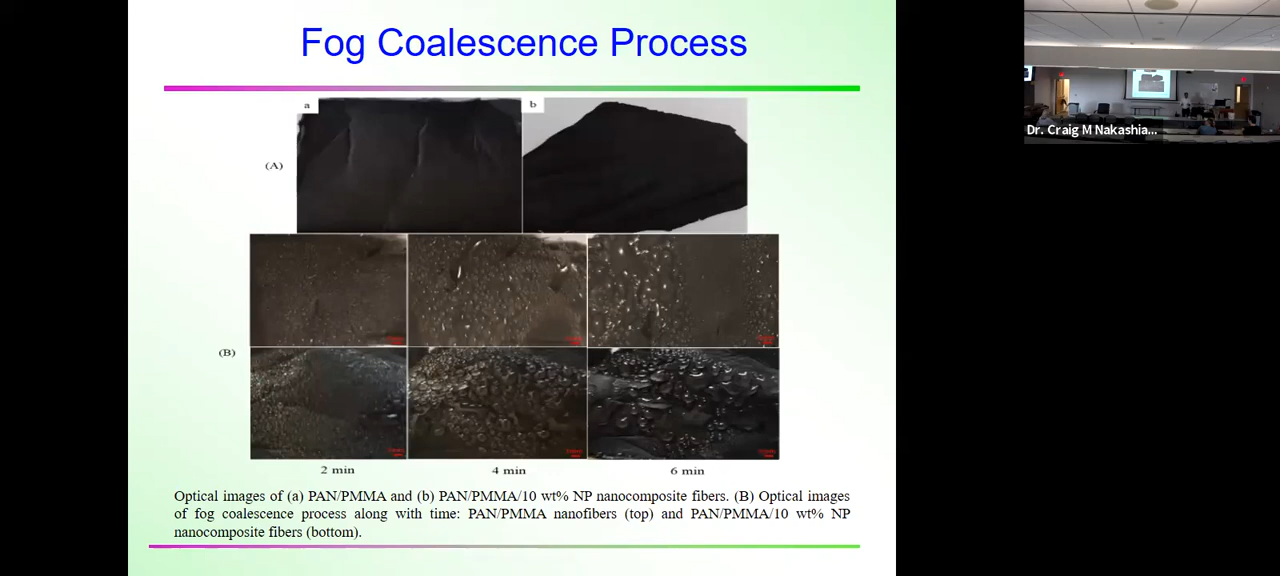 Fog Coalescence Process
a
b
(A)
(B)
2 min
4 min
6 min
Optical images of (a) PAN/PMMA and (b) PAN/PMMA/10 wt% NP nanocomposite fibers. (B) Optical images
of fog coalescence process along with time: PAN/PMMA nanofibers (top) and PAN/PMMA/10 wt% NP
nanocomposite fibers (bottom).
Dr. Craig M Nakashia...